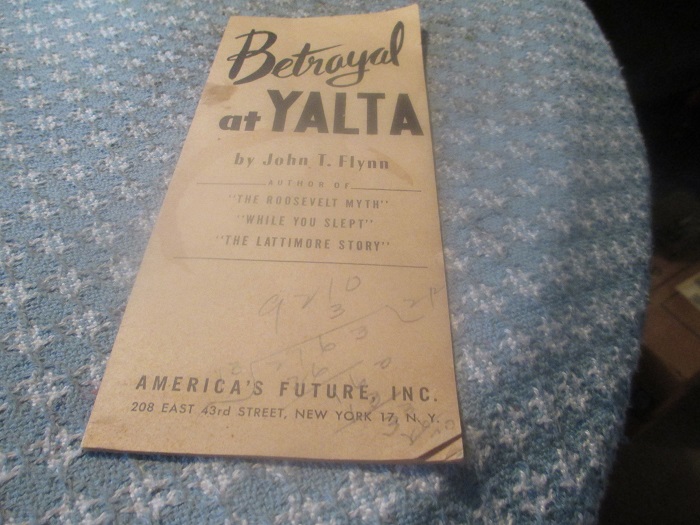 Betrayal
at YALTA
by John T. Flynn
AUTHOR OF
"THE ROOSEVELT MYTH"
"WHILE YOU SLEPT"
"THE LATTIMORE STORY"
AMERICA'S FUTURE, INC.
208 EAST 43rd STREET, NEW YORK 17, N. Y.